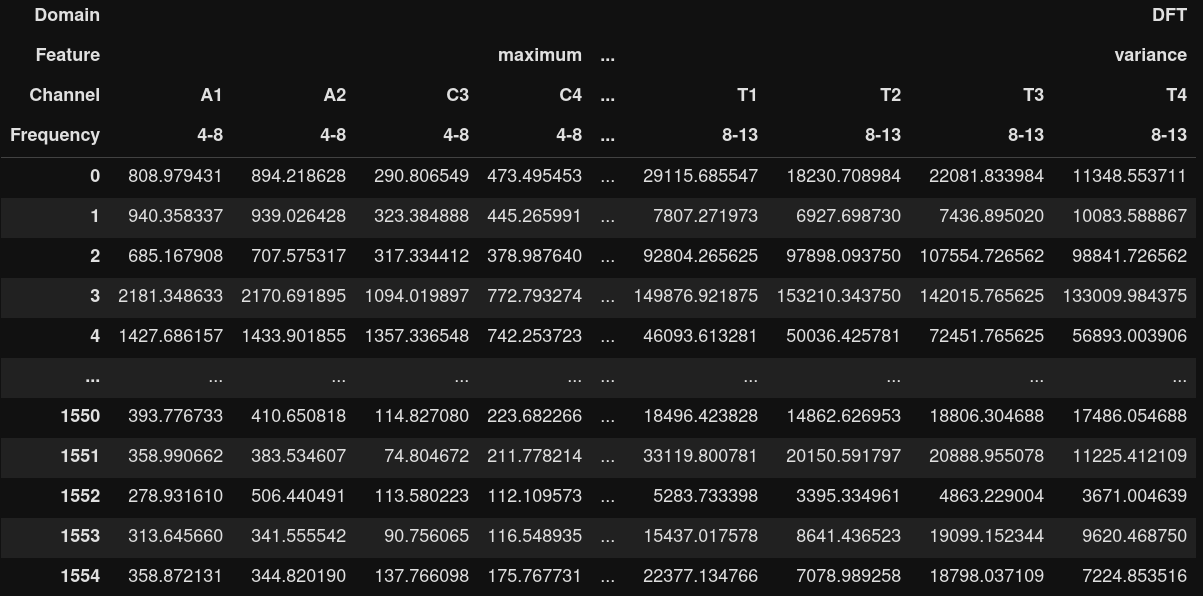 Domain DFT
Feature maximum ... variance
Channel A1 A2 C3 C4 ... T1 T2 T3 T4
Frequency 4-8 4-8 4-8 4-8 ... 8-13 8-13 8-13 8-13
0 808.979431 894.218628 290.806549 473.495453 ... 29115.685547 18230.708984 22081.833984 11348.553711
1 940.358337 939.026428 323.384888 445.265991 ... 7807.271973 6927.698730 7436.895020 10083.588867
2 685.167908 707.575317 317.334412 378.987640 ... 92804.265625 97898.093750 107554.726562 98841.726562
3 2181.348633 2170.691895 1094.019897 772.793274 ... 149876.921875 153210.343750 142015.765625 133009.984375
4 1427.686157 1433.901855 1357.336548 742.253723 ... 46093.613281 50036.425781 72451.765625 56893.003906
... ... ... ... ... ... ... ... ... ...
1550 393.776733 410.650818 114.827080 223.682266 ... 18496.423828 14862.626953 18806.304688 17486.054688
1551 358.990662 383.534607 74.804672 211.778214 ... 33119.800781 20150.591797 20888.955078 11225.412109
1552 278.931610 506.440491 113.580223 112.109573 ... 5283.733398 3395.334961 4863.229004 3671.004639
1553 313.645660 341.555542 90.756065 116.548935 ... 15437.017578 8641.436523 19099.152344 9620.468750
1554 358.872131 344.820190 137.766098 175.767731 ... 22377.134766 7078.989258 18798.037109 7224.853516